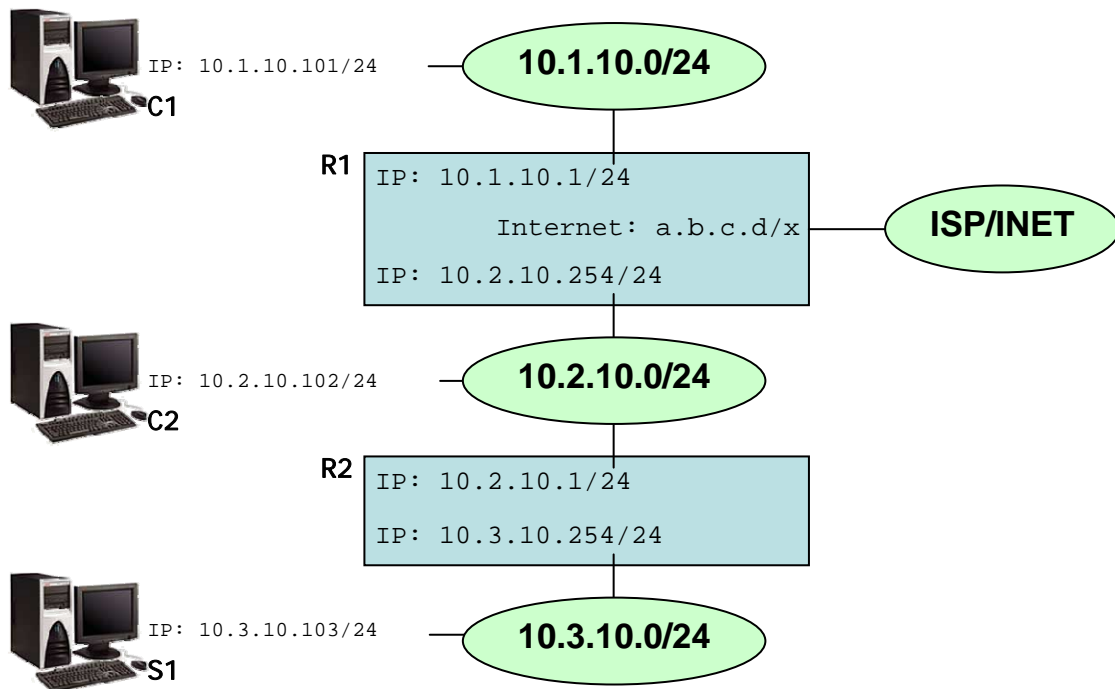 IP: 10.1.10.101/24
10.1.10.0/24
C1
R1
IP: 10.1.10.1/24
Internet: a.b.c.d/x
ISP/INET
IP: 10.2.10.254/24
IP: 10.2.10.102/24
10.2.10.0/24
C2
R2
IP: 10.2.10.1/24
IP: 10.3.10.254/24
IP: 10.3.10.103/24
10.3.10.0/24
S1